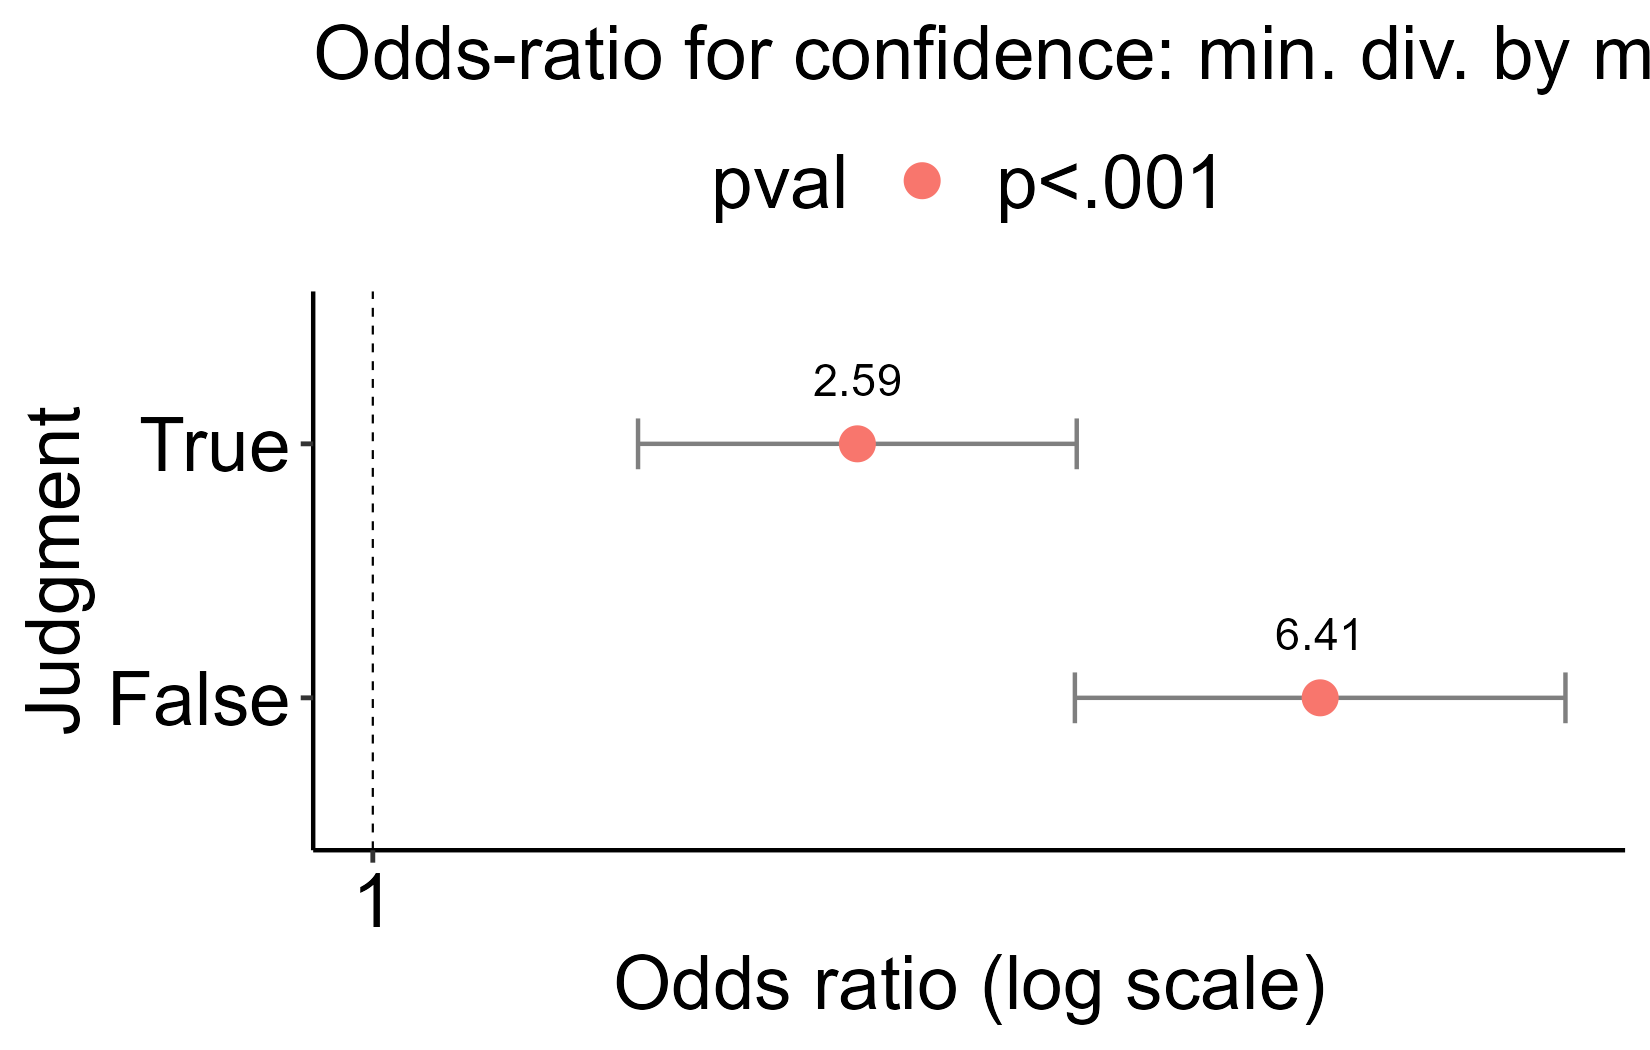 Odds-ratio for confidence: min. div. by m
pval p<.001
2.59
True
6.41
False
Judgment
1
Odds ratio (log scale)